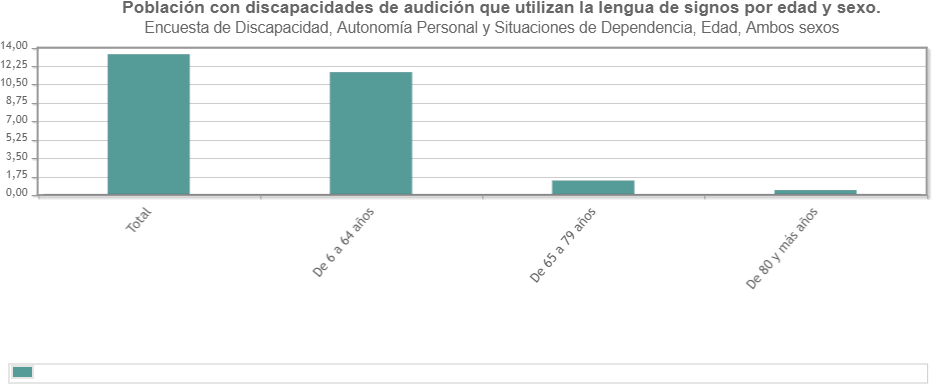 Población con discapacidades de audición que utilizan la lengua de signos por edad y sexo.
Encuesta de Discapacidad, Autonomía Personal y Situaciones de Dependencia, Edad, Ambos sexos
14,00
12,25
10,50
8,75
7,00
5,25
3,50
1,75
0,00
Total
De 6 a 64 años
De 65 a 79 años
De 80 y más años